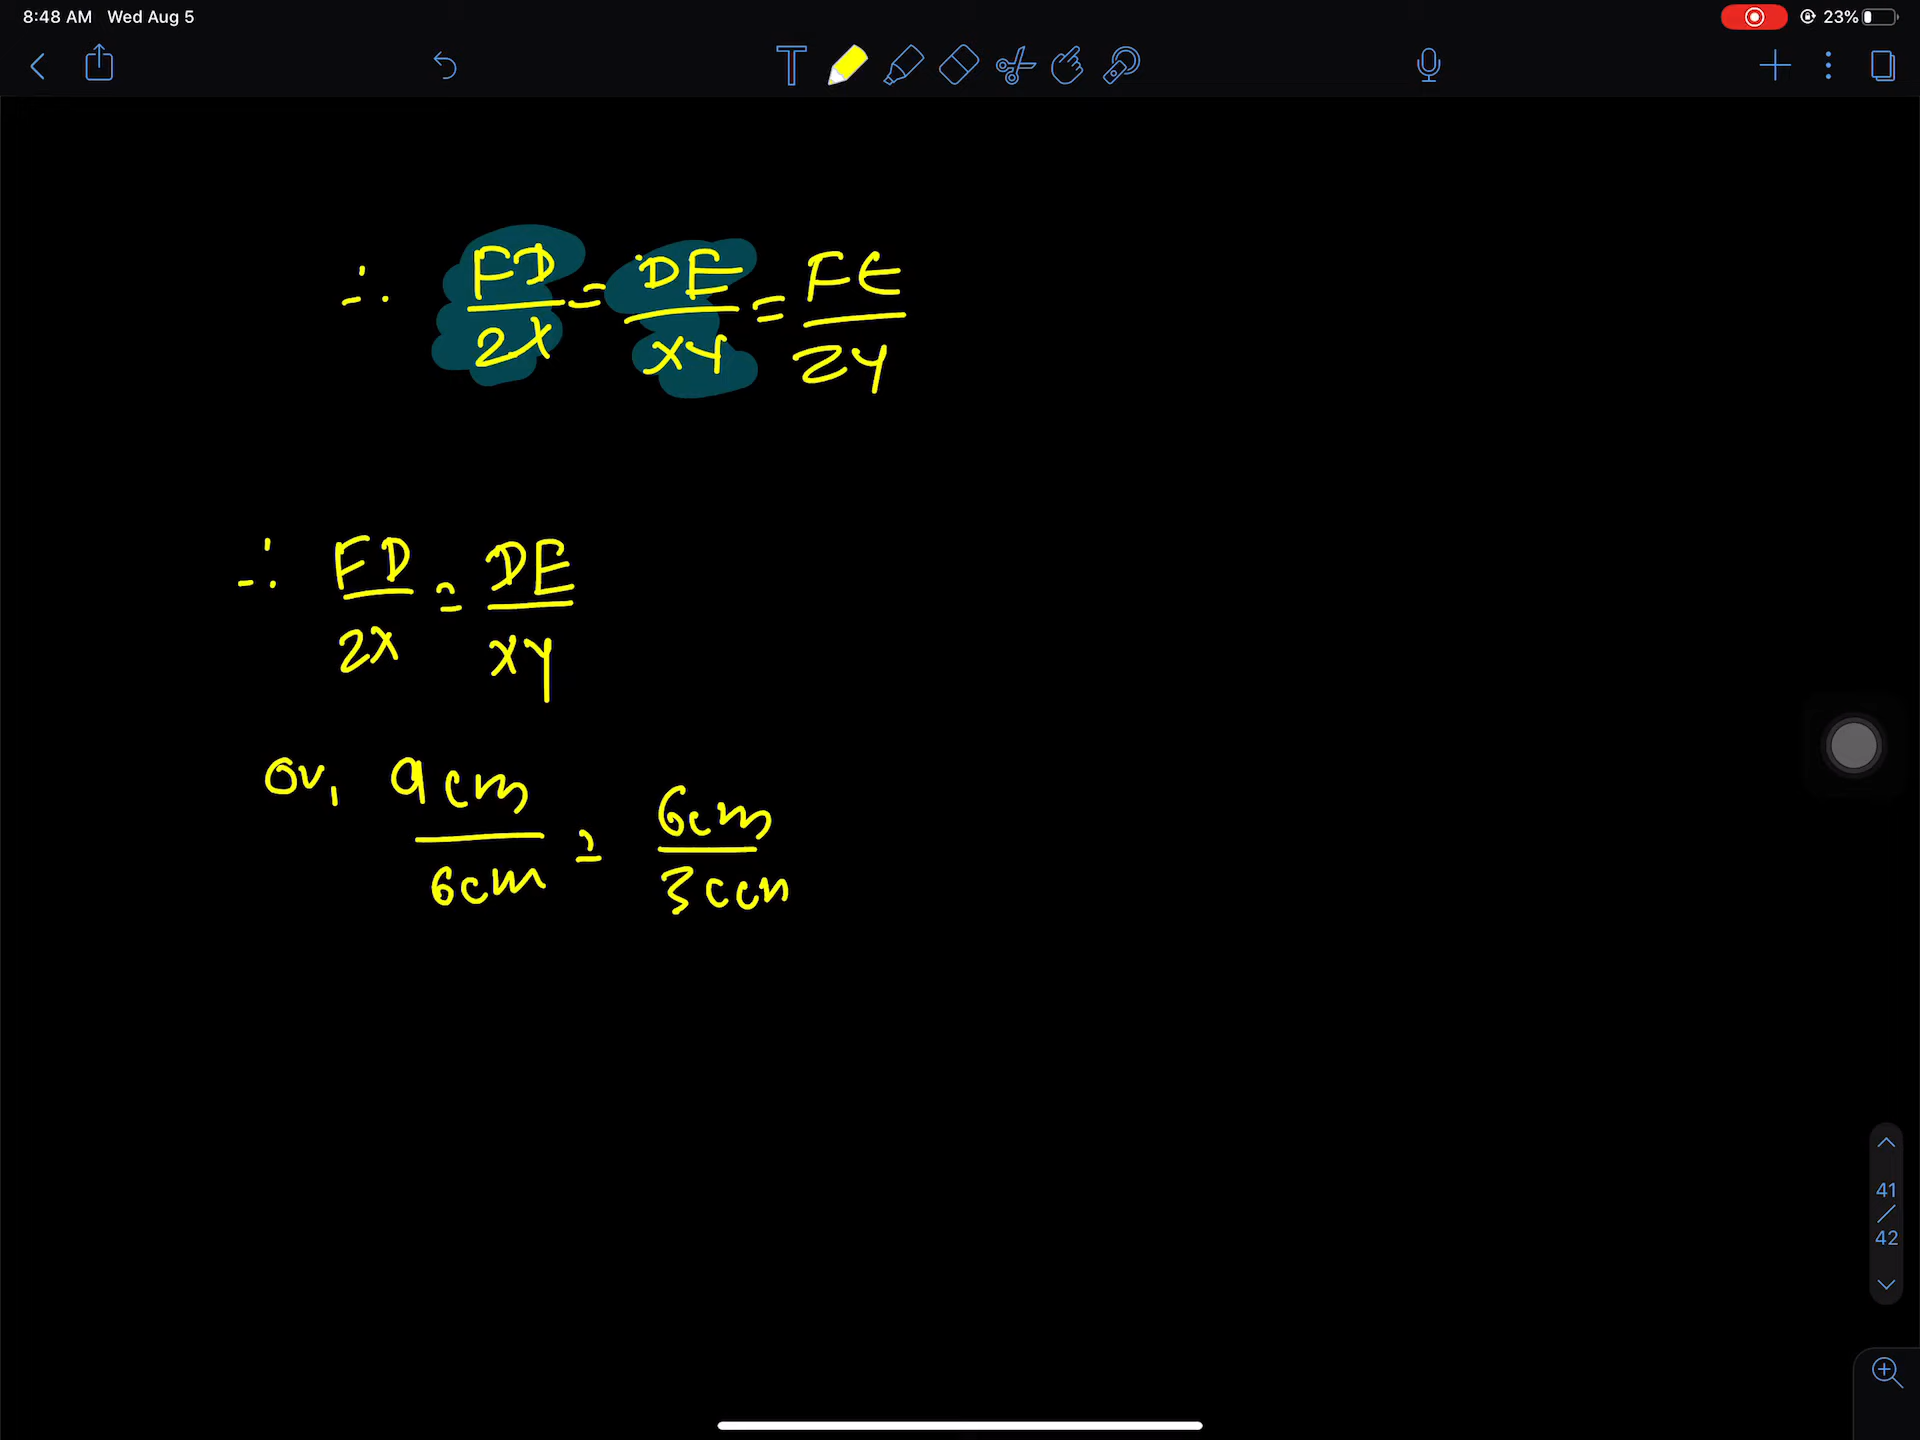 8:48 AM Wed Aug 5 23%
T
∴ FD/ZX = DE/XY = FE/ZY
∴ FD/ZX = DE/XY
or, 9cm/6cm = 6cm/3cm
41
/
42